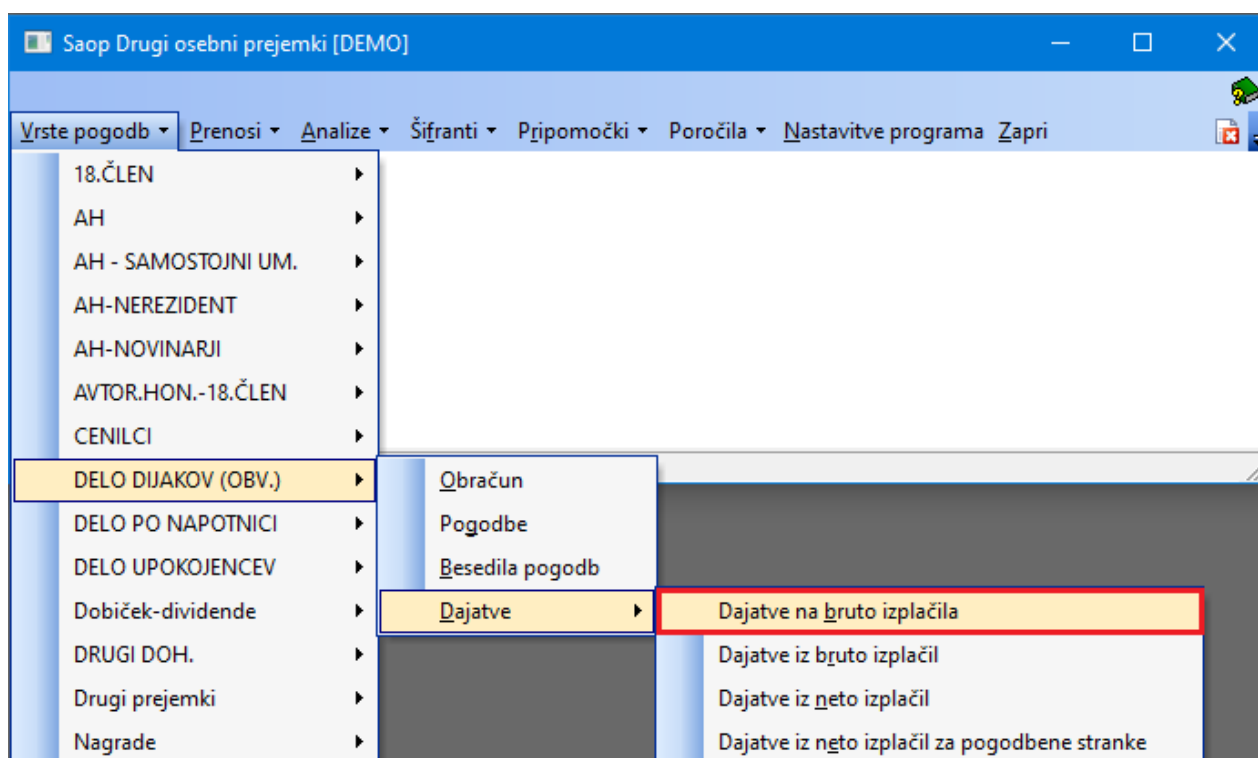 Saop Drugi osebni prejemki [DEMO]
Vrste pogodb Prenosi Analize Šifranti Pripomočki Poročila Nastavitve programa Zapri
18.ČLEN
AH
AH - SAMOSTOJNI UM.
AH-NEREZIDENT
AH-NOVINARJI
AVTOR.HON.-18.ČLEN
CENILCI
DELO DIJAKOV (OBV.)
DELO PO NAPOTNICI
DELO UPOKOJENCEV
Dobiček-dividende
DRUGI DOH.
Drugi prejemki
Nagrade
Obračun
Pogodbe
Besedila pogodb
Dajatve
Dajatve na bruto izplačila
Dajatve iz bruto izplačil
Dajatve iz neto izplačil
Dajatve iz neto izplačil za pogodbene stranke